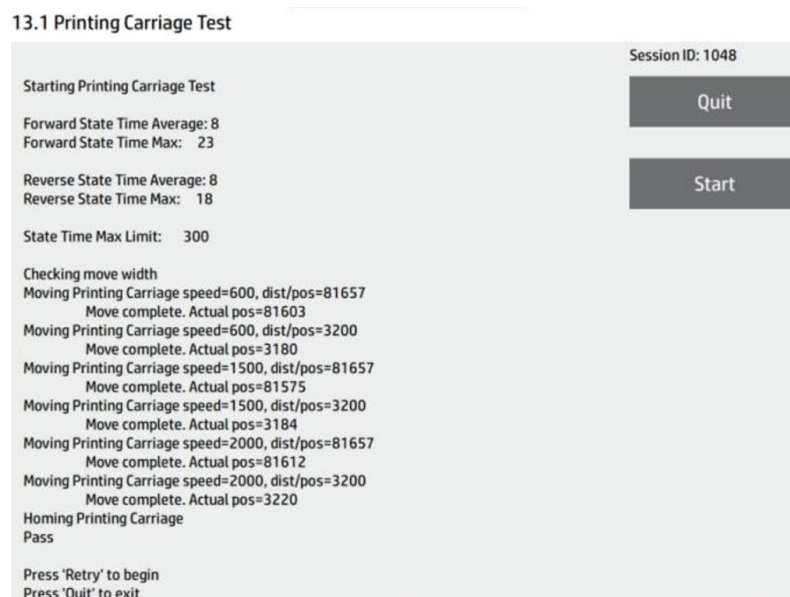 13.1 Printing Carriage Test
Session ID: 1048
Quit
Start
Starting Printing Carriage Test
Forward State Time Average: 8
Forward State Time Max: 23
Reverse State Time Average: 8
Reverse State Time Max: 18
State Time Max Limit: 300
Checking move width
Moving Printing Carriage speed=600, dist/pos=81657
Move complete. Actual pos=81603
Moving Printing Carriage speed=600, dist/pos=3200
Move complete. Actual pos=3180
Moving Printing Carriage speed=1500, dist/pos=81657
Move complete. Actual pos=81575
Moving Printing Carriage speed=1500, dist/pos=3200
Move complete. Actual pos=3184
Moving Printing Carriage speed=2000, dist/pos=81657
Move complete. Actual pos=81612
Moving Printing Carriage speed=2000, dist/pos=3200
Move complete. Actual pos=3220
Homing Printing Carriage
Pass
Press 'Retry' to begin
Press 'Quit' to exit